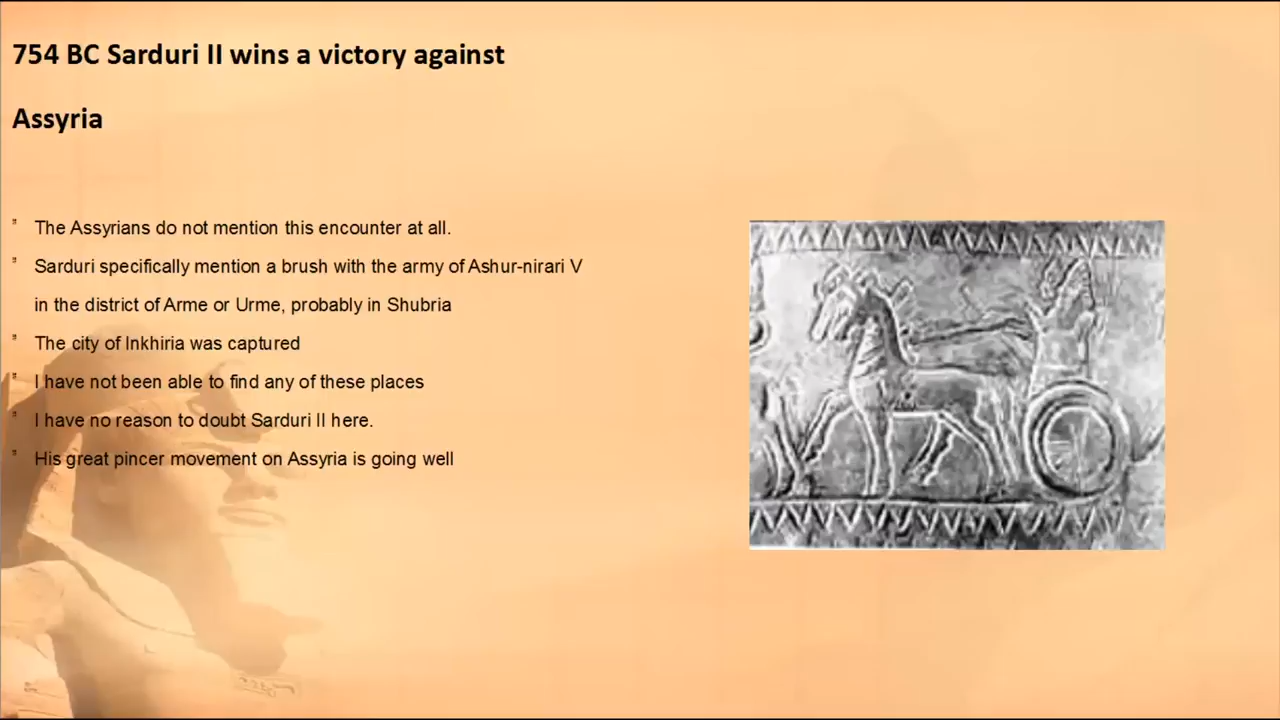 754 BC Sarduri II wins a victory against
Assyria
The Assyrians do not mention this encounter at all.
Sarduri specifically mention a brush with the army of Ashur-nirari V
in the district of Arme or Urme, probably in Shubria
The city of Inkhiria was captured
I have not been able to find any of these places
I have no reason to doubt Sarduri II here.
His great pincer movement on Assyria is going well